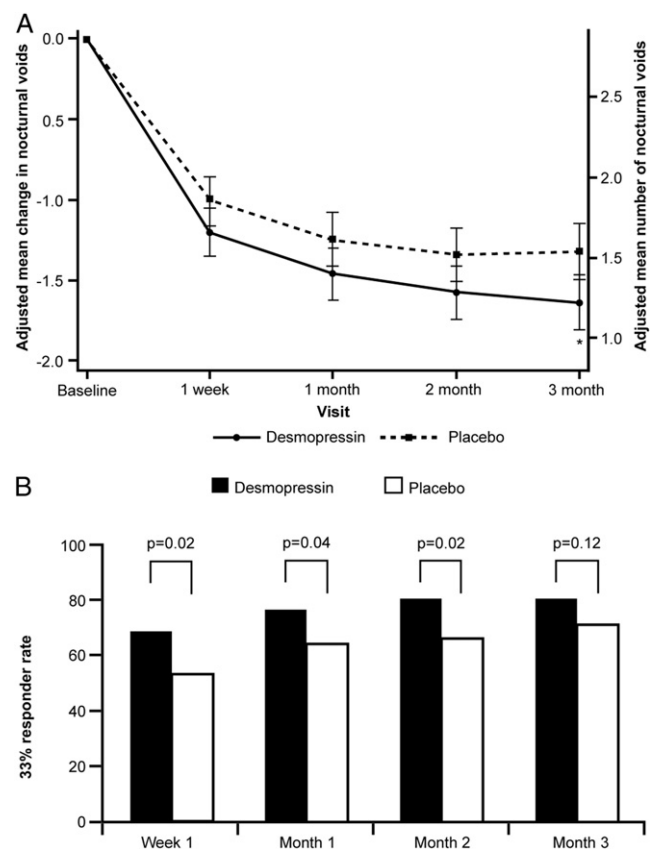 A
Adjusted mean change in nocturnal voids
0.0
0.5
-1.0
-1.5
-2.0
2.5
2.0
1.5
1.0
Adjusted mean number of nocturnal voids
*
Baseline 1 week 1 month 2 month 3 month
Visit
Desmopressin Placebo
B
Desmopressin Placebo
33% responder rate
100
80
60
40
20
0
p=0.02 p=0.04 p=0.02 p=0.12
Week 1 Month 1 Month 2 Month 3